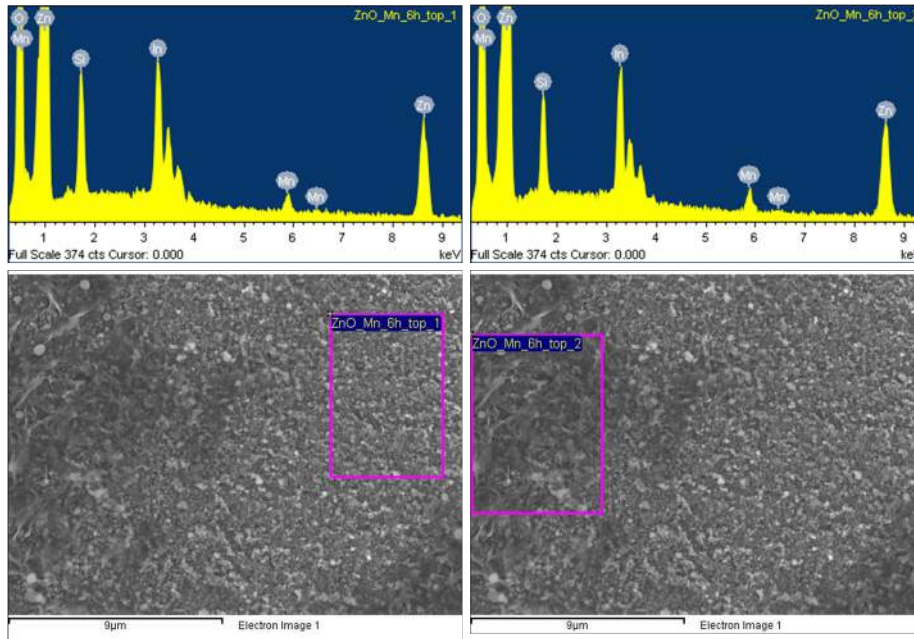 ZnO_Mn_6h_top_1
O Zn
Mn
Si
In
Zn
Mn
Mn
1 2 3 4 5 6 7 8 9
Full Scale 374 cts Cursor: 0.000 keV
O Zn
Mn
Si
In
Zn
Mn
Mn
1 2 3 4 5 6 7 8 9
Full Scale 374 cts Cursor: 0.000
ZnO_Mn_6h_top_1
9µm Electron Image 1
ZnO_Mn_6h_top_2
9µm Electron Image 1